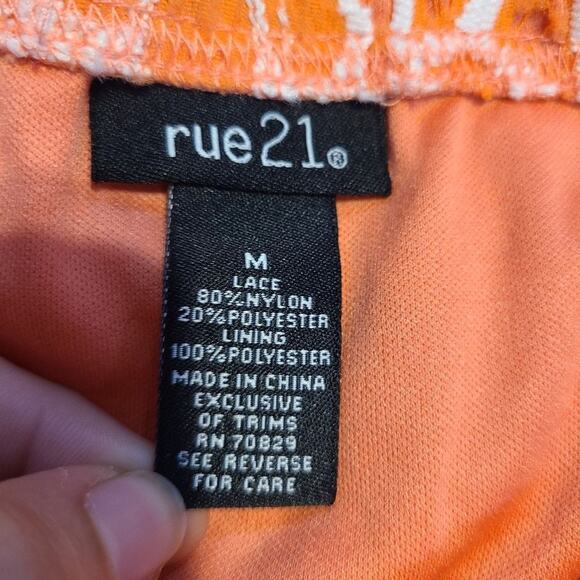 rue21®
M
LACE
80%NYLON
20%POLYESTER
LINING
100%POLYESTER
MADE IN CHINA
EXCLUSIVE
OF TRIMS
RN 70829
SEE REVERSE
FOR CARE